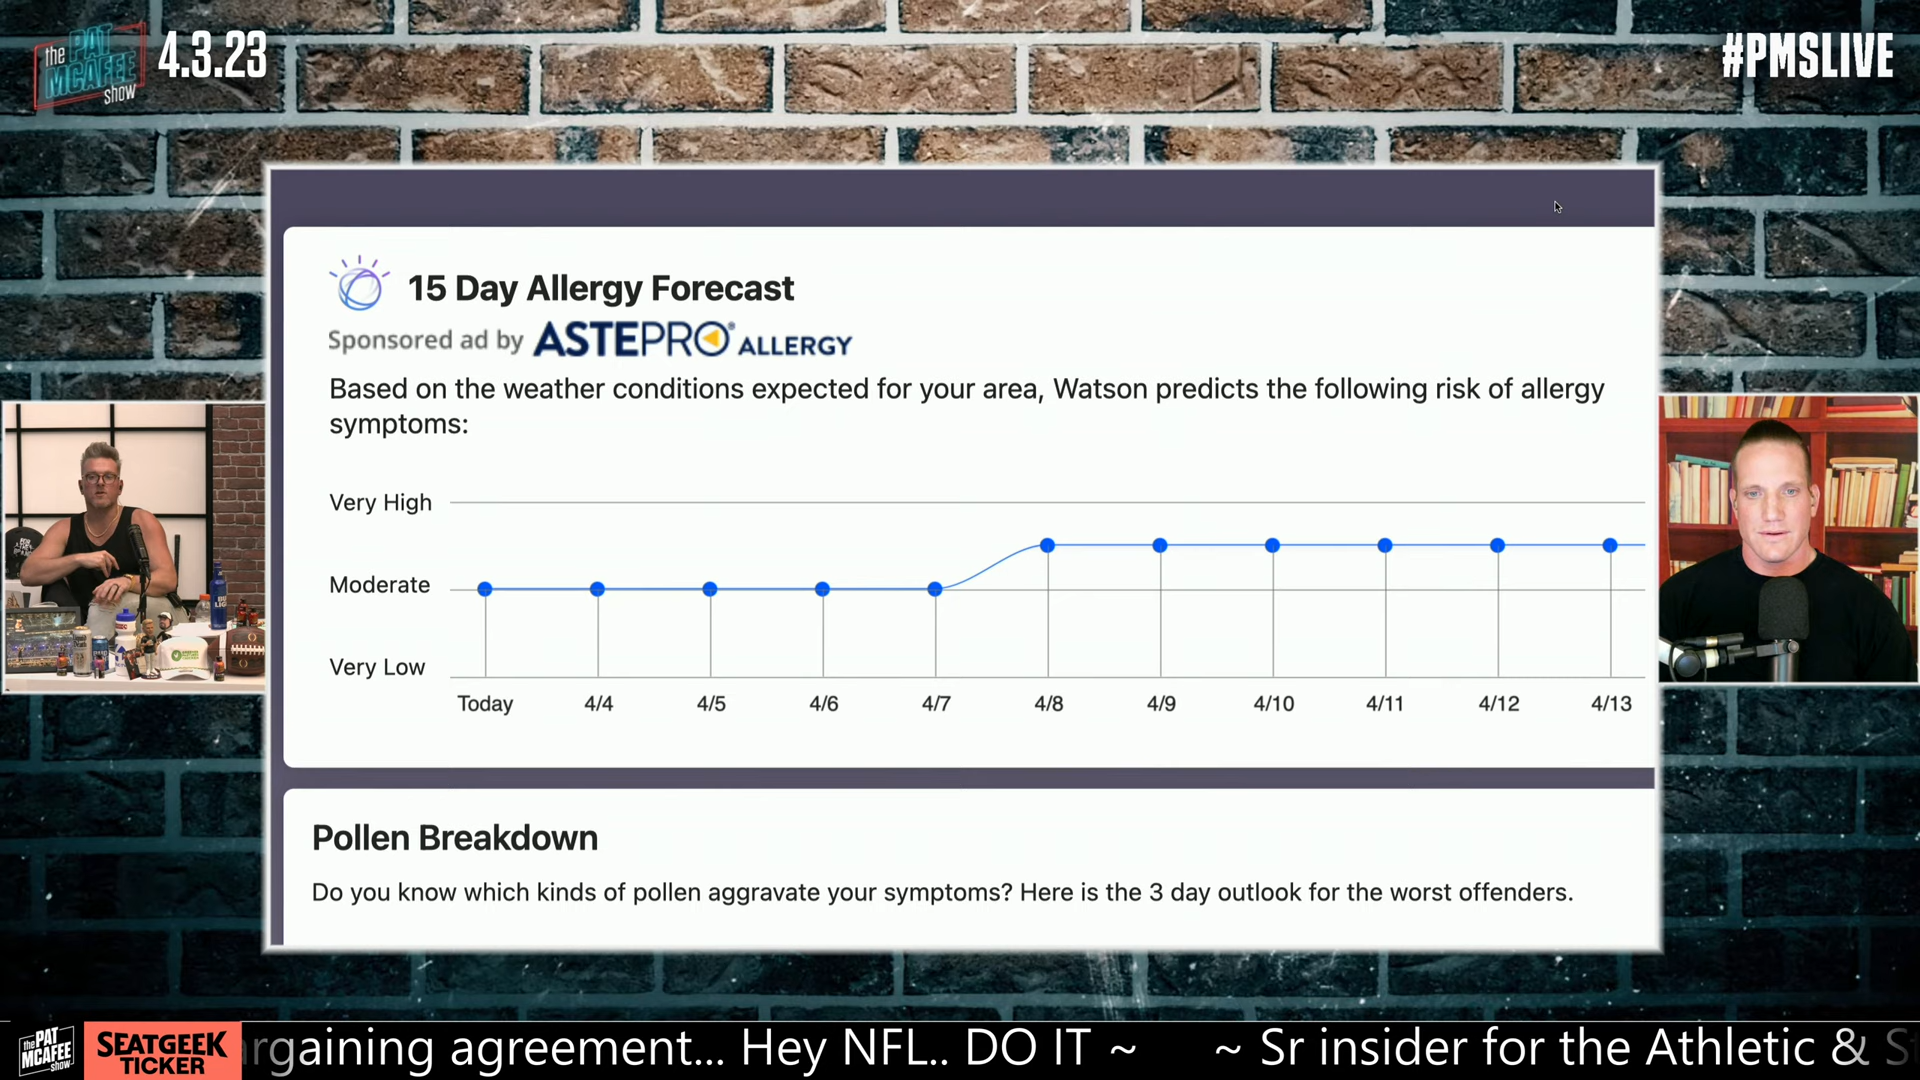 the PAT MCAFEE show
4.3.23
#PMSLIVE
15 Day Allergy Forecast
Sponsored ad by ASTEPRO® ALLERGY
Based on the weather conditions expected for your area, Watson predicts the following risk of allergy
symptoms:
Very High
Moderate
Very Low
Today 4/4 4/5 4/6 4/7 4/8 4/9 4/10 4/11 4/12 4/13
Pollen Breakdown
Do you know which kinds of pollen aggravate your symptoms? Here is the 3 day outlook for the worst offenders.
the PAT MCAFEE show
SEATGEEK
TICKER
rgaining agreement... Hey NFL.. DO IT ~ ~ Sr insider for the Athletic & S